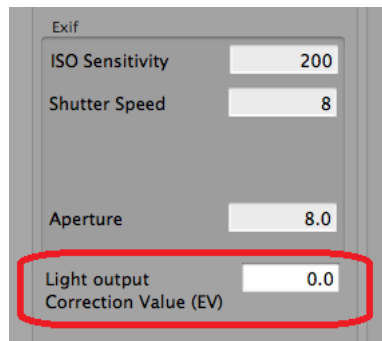 Exif
ISO Sensitivity 200
Shutter Speed 8
Aperture 8.0
Light output 0.0
Correction Value (EV)